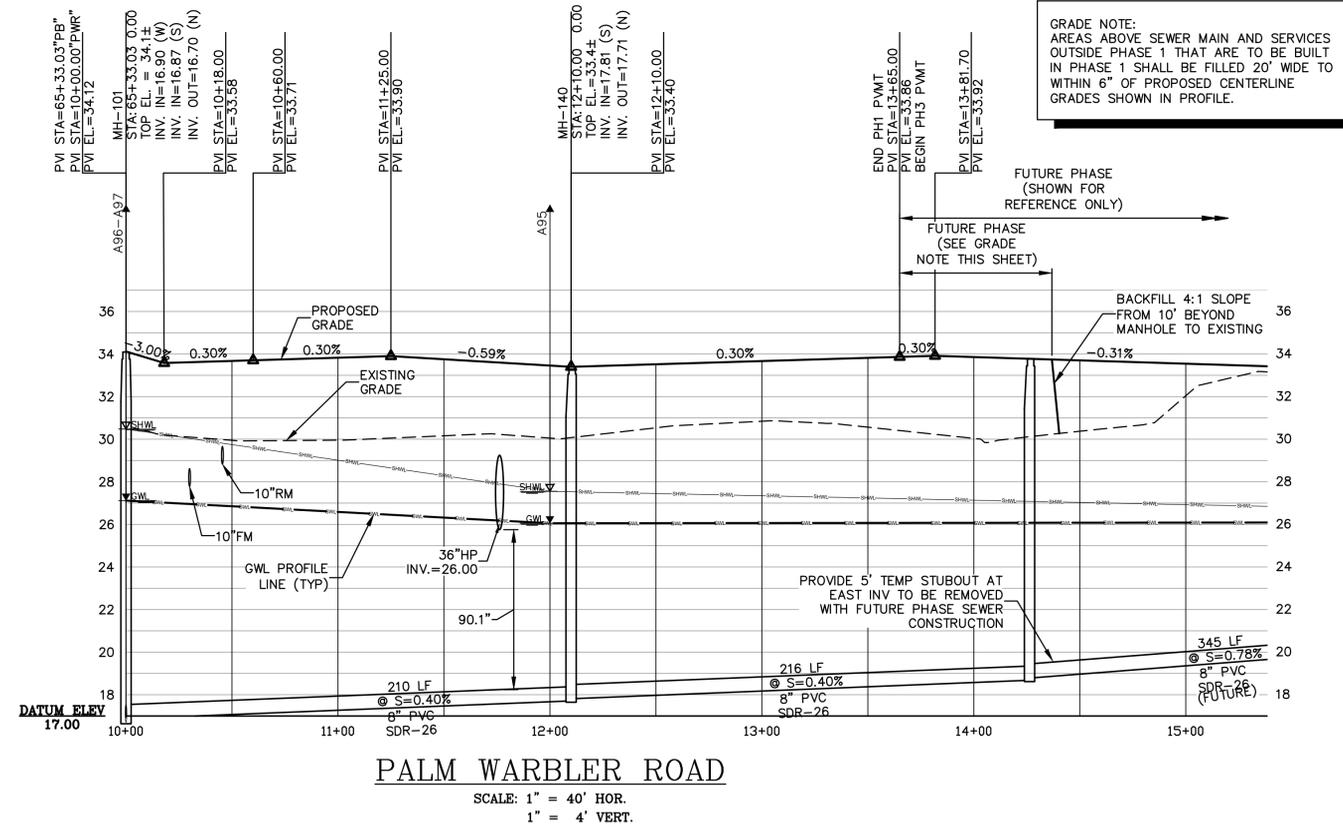 PVI STA=65+33.03"PB"
PVI STA=10+00.00"PWR"
PVI EL.=34.12
MH-101
STA:65+33.03 0.00
TOP EL. = 34.1±
INV. IN=16.90 (W)
INV. IN=16.87 (S)
INV. OUT=16.70 (N)
PVI STA=10+18.00
PVI EL.=33.58
PVI STA=10+60.00
PVI EL.=33.71
PVI STA=11+25.00
PVI EL.=33.90
MH-140
STA:12+10.00 0.00
TOP EL.=33.4±
INV. IN=17.81 (S)
INV. OUT=17.71 (N)
PVI STA=12+10.00
PVI EL.=33.40
END PH1 PVMT
PVI STA=13+65.00
PVI EL.=33.86
BEGIN PH3 PVMT
PVI STA=13+81.70
PVI EL.=33.92
GRADE NOTE:
AREAS ABOVE SEWER MAIN AND SERVICES
OUTSIDE PHASE 1 THAT ARE TO BE BUILT
IN PHASE 1 SHALL BE FILLED 20' WIDE TO
WITHIN 6" OF PROPOSED CENTERLINE
GRADES SHOWN IN PROFILE.
A96-A97
A95
FUTURE PHASE
(SHOWN FOR
REFERENCE ONLY)
FUTURE PHASE
(SEE GRADE
NOTE THIS SHEET)
BACKFILL 4:1 SLOPE
FROM 10' BEYOND
MANHOLE TO EXISTING
PROPOSED
GRADE
EXISTING
GRADE
-3.00%
0.30%
0.30%
-0.59%
0.30%
0.30%
-0.31%
36
34
32
30
28
26
24
22
20
18
36
34
32
30
28
26
24
22
20
18
SHWL
GWL
SHWL
GWL
10"RM
10"FM
GWL PROFILE
LINE (TYP)
36"HP
INV.=26.00
90.1"
PROVIDE 5' TEMP STUBOUT AT
EAST INV TO BE REMOVED
WITH FUTURE PHASE SEWER
CONSTRUCTION
210 LF
@ S=0.40%
8" PVC
SDR-26
216 LF
@ S=0.40%
8" PVC
SDR-26
345 LF
@ S=0.78%
8" PVC
SDR-26
(FUTURE)
DATUM ELEV
17.00
10+00
11+00
12+00
13+00
14+00
15+00
PALM WARBLER ROAD
SCALE: 1" = 40' HOR.
1" = 4' VERT.